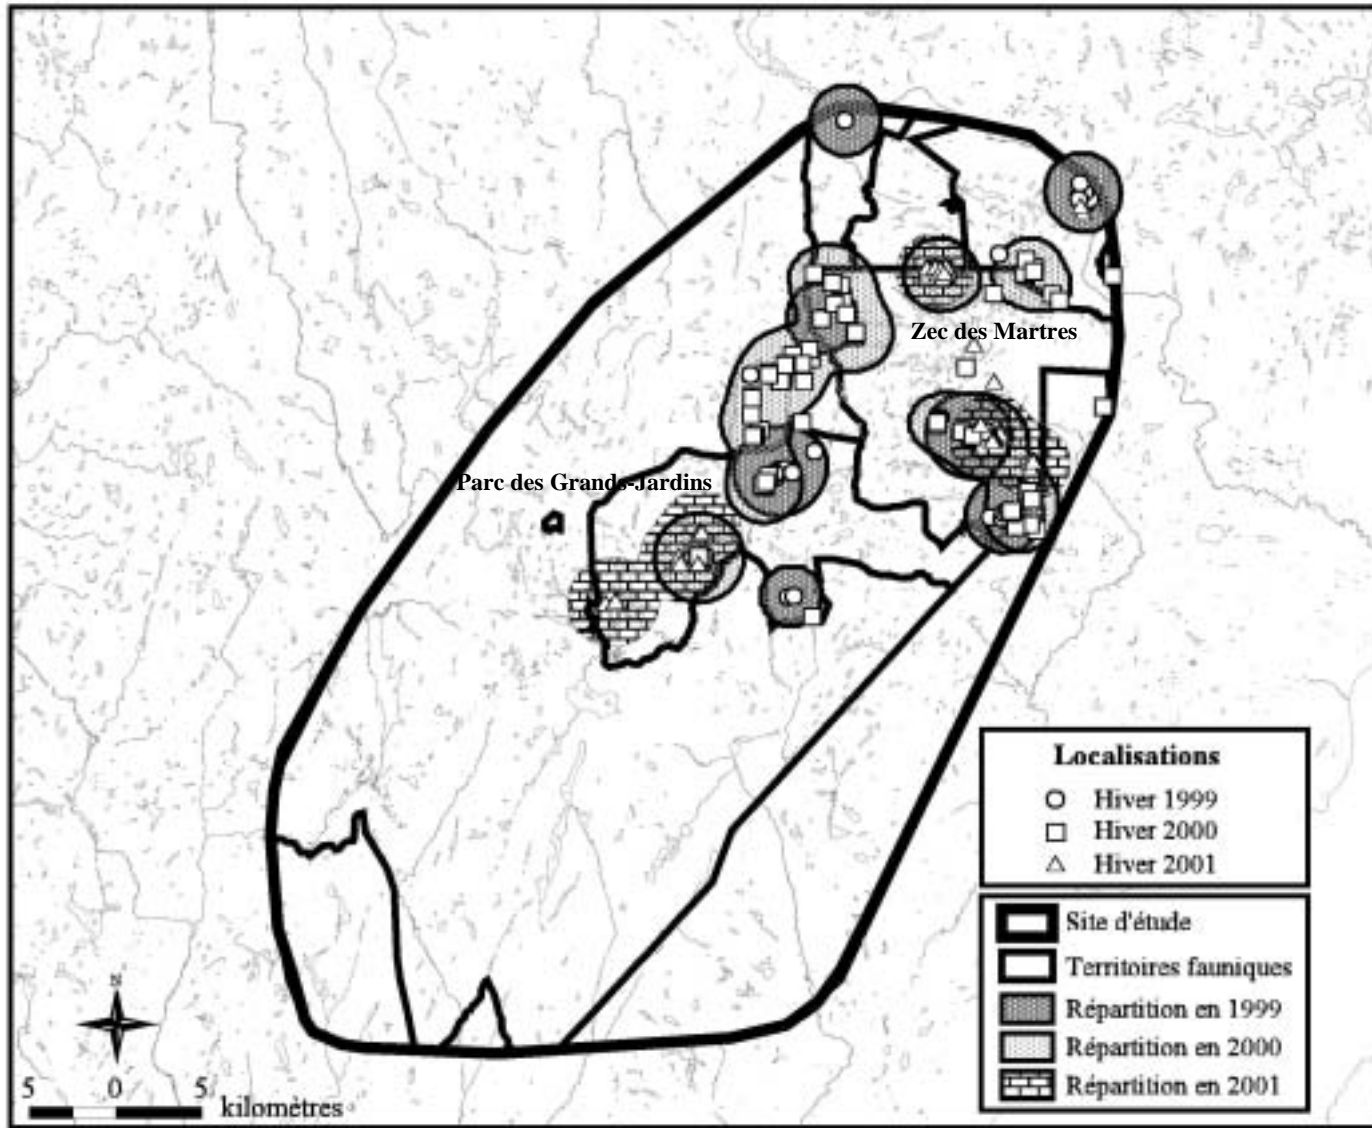 Zec des Martres
Parc des Grands-Jardins
Localisations
Hiver 1999
Hiver 2000
Hiver 2001
Site d'étude
Territoires fauniques
Répartition en 1999
Répartition en 2000
Répartition en 2001
N
5 0 5
kilomètres